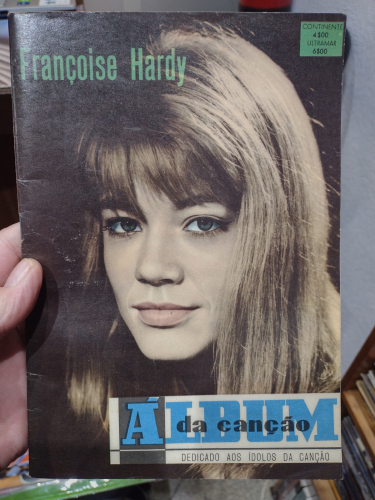 Françoise Hardy
CONTINENTE
4$00
ULTRAMAR
6$00
ÁLBUM
da canção
DEDICADO AOS ÍDOLOS DA CANÇÃO